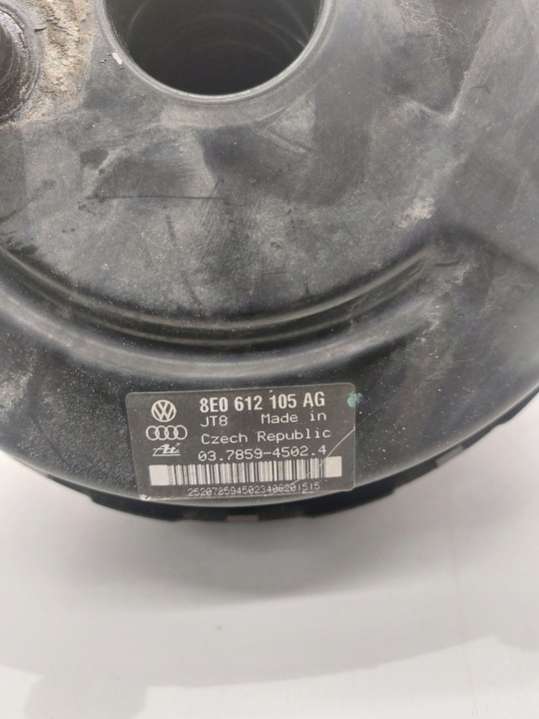 8E0 612 105 AG
JT8 Made in
Czech Republic
03.7859-4502.4